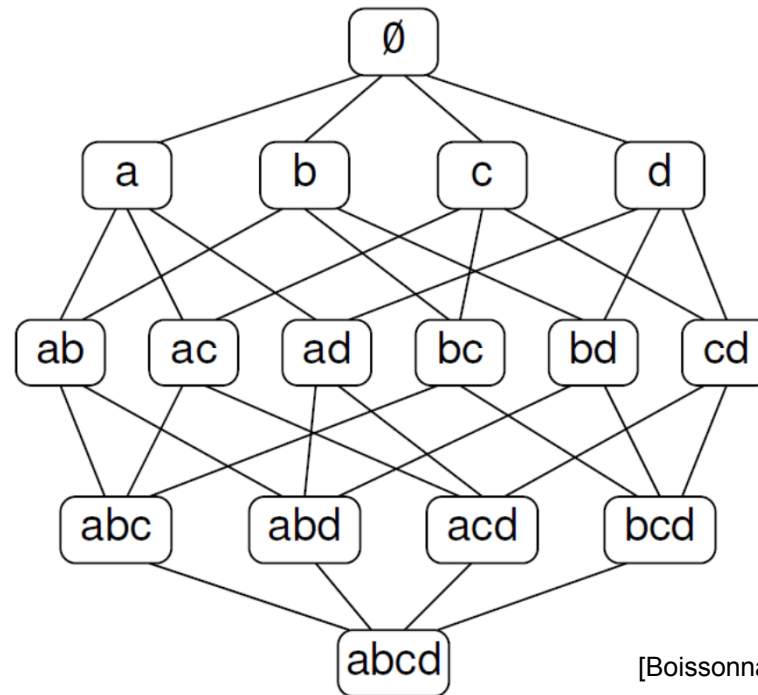 Ø
a b c d
ab ac ad bc bd cd
abc abd acd bcd
abcd
[Boissonna